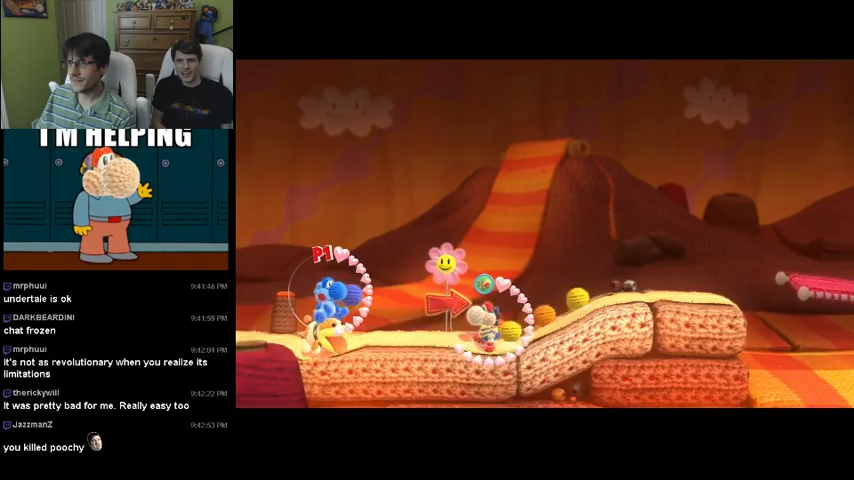 I'M HELPING
mrphuui 9:41:46 PM
undertale is ok
DARKBEARDINI 9:41:59 PM
chat frozen
mrphuui 9:42:04 PM
it's not as revolutionary when you realize its
limitations
therickywill 9:42:22 PM
It was pretty bad for me. Really easy too
JazzmanZ 9:42:53 PM
you killed poochy
P1